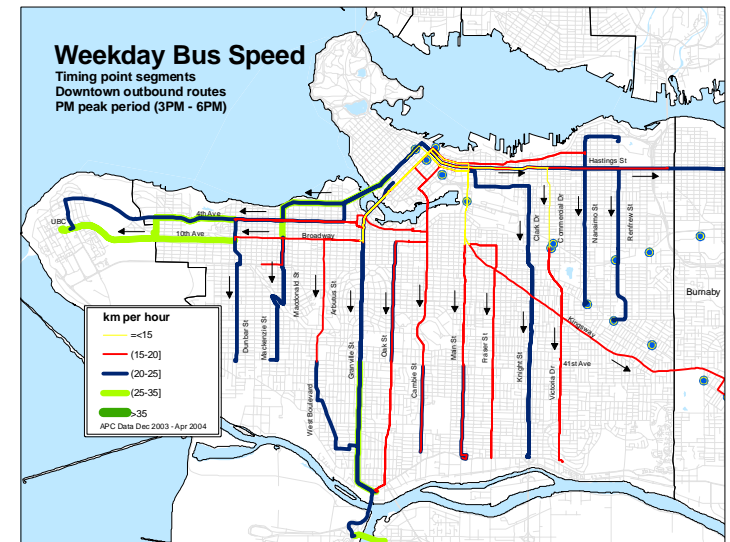 Weekday Bus Speed
Timing point segments
Downtown outbound routes
PM peak period (3PM - 6PM)
Hastings St
UBC
4th Ave
10th Ave
Broadway
Clark Dr
Commercial Dr
Nanaimo St
Renfrew St
Burnaby
Dunbar St
Mackenzie St
Macdonald St
Arbutus St
West Boulevard
Granville St
Oak St
Cambie St
Main St
Fraser St
Knight St
Victoria Dr
Kingsway
41st Ave
km per hour
=<15
(15-20]
(20-25]
(25-35]
>35
APC Data Dec 2003 - Apr 2004